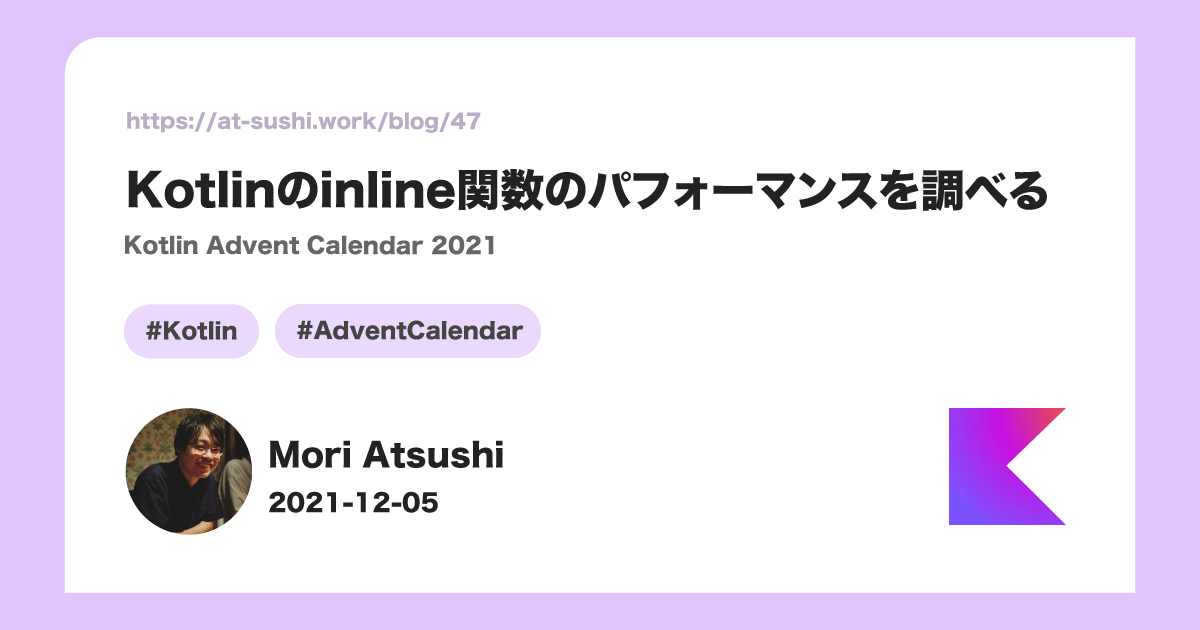 https://at-sushi.work/blog/47
Kotlinのinline関数のパフォーマンスを調べる
Kotlin Advent Calendar 2021
#Kotlin #AdventCalendar
Mori Atsushi
2021-12-05